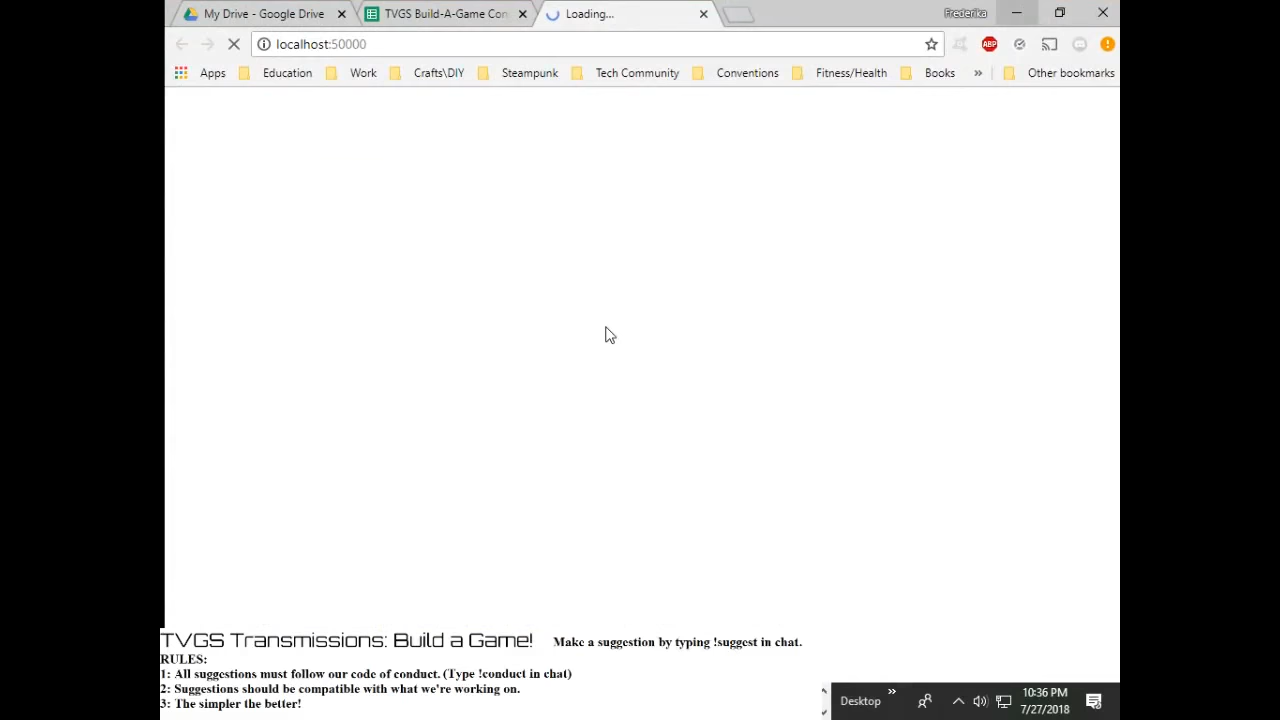 My Drive - Google Drive
TVGS Build-A-Game Con
Loading...
Frederika
localhost:50000
ABP
Apps
Education
Work
Crafts\DIY
Steampunk
Tech Community
Conventions
Fitness/Health
Books
»
Other bookmarks
TVGS Transmissions: Build a Game!
Make a suggestion by typing !suggest in chat.
RULES:
1: All suggestions must follow our code of conduct. (Type !conduct in chat)
2: Suggestions should be compatible with what we're working on.
3: The simpler the better!
Desktop
»
10:36 PM
7/27/2018